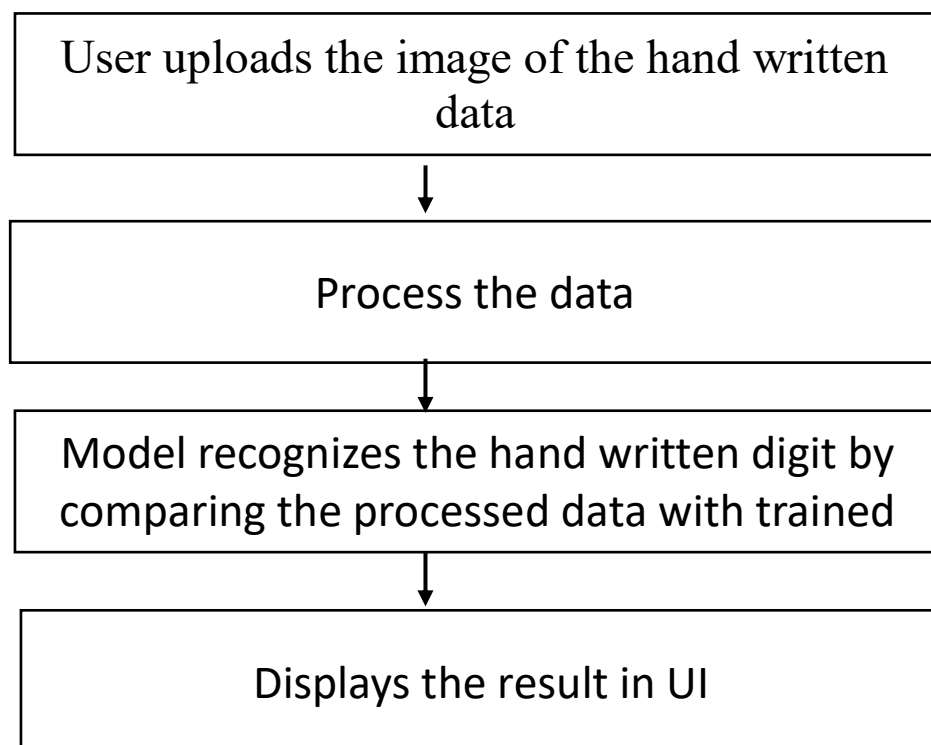 User uploads the image of the hand written
data
Process the data
Model recognizes the hand written digit by
comparing the processed data with trained
Displays the result in UI